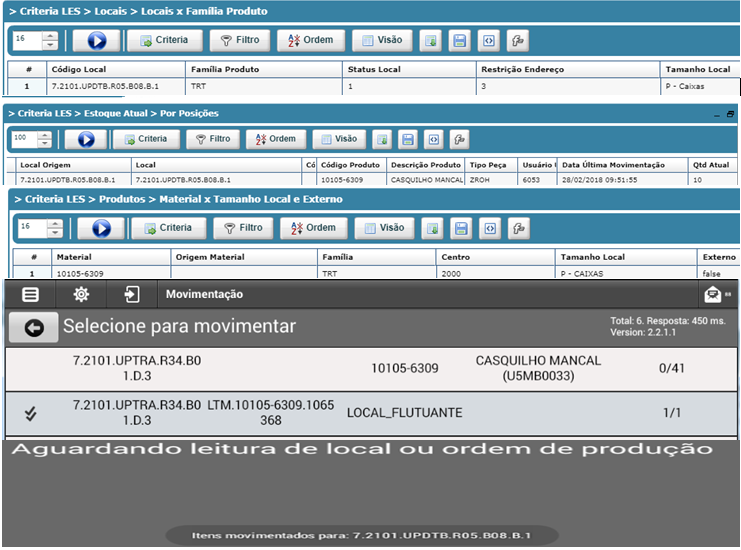 > Criteria LES > Locais > Locais x Família Produto
16 Criteria Filtro Ordem Visão
# Código Local Família Produto Status Local Restrição Endereço Tamanho Local
1 7.2101.UPDTB.R05.B08.B.1 TRT 1 3 P - Caixas
> Criteria LES > Estoque Atual > Por Posições
100 Criteria Filtro Ordem Visão
Local Origem Local Có Código Produto Descrição Produto Tipo Peça Usuário Data Última Movimentação Qtd Atual
7.2101.UPDTB.R05.B08.B.1 7.2101.UPDTB.R05.B08.B.1 10105-6309 CASQUILHO MANCAL ZROH 6053 28/02/2018 09:51:55 10
> Criteria LES > Produtos > Material x Tamanho Local e Externo
16 Criteria Filtro Ordem Visão
# Material Origem Material Família Centro Tamanho Local Externo
1 10105-6309 TRT 2000 P - CAIXAS false
Movimentação
Selecione para movimentar
Total: 6. Resposta: 450 ms.
Version: 2.2.1.1
7.2101.UPTRA.R34.B0
1.D.3
10105-6309
CASQUILHO MANCAL
(U5MB0033)
0/41
7.2101.UPTRA.R34.B0
1.D.3
LTM.10105-6309.1065
368
LOCAL_FLUTUANTE
1/1
Aguardando leitura de local ou ordem de produção
Itens movimentados para: 7.2101.UPDTB.R05.B08.B.1